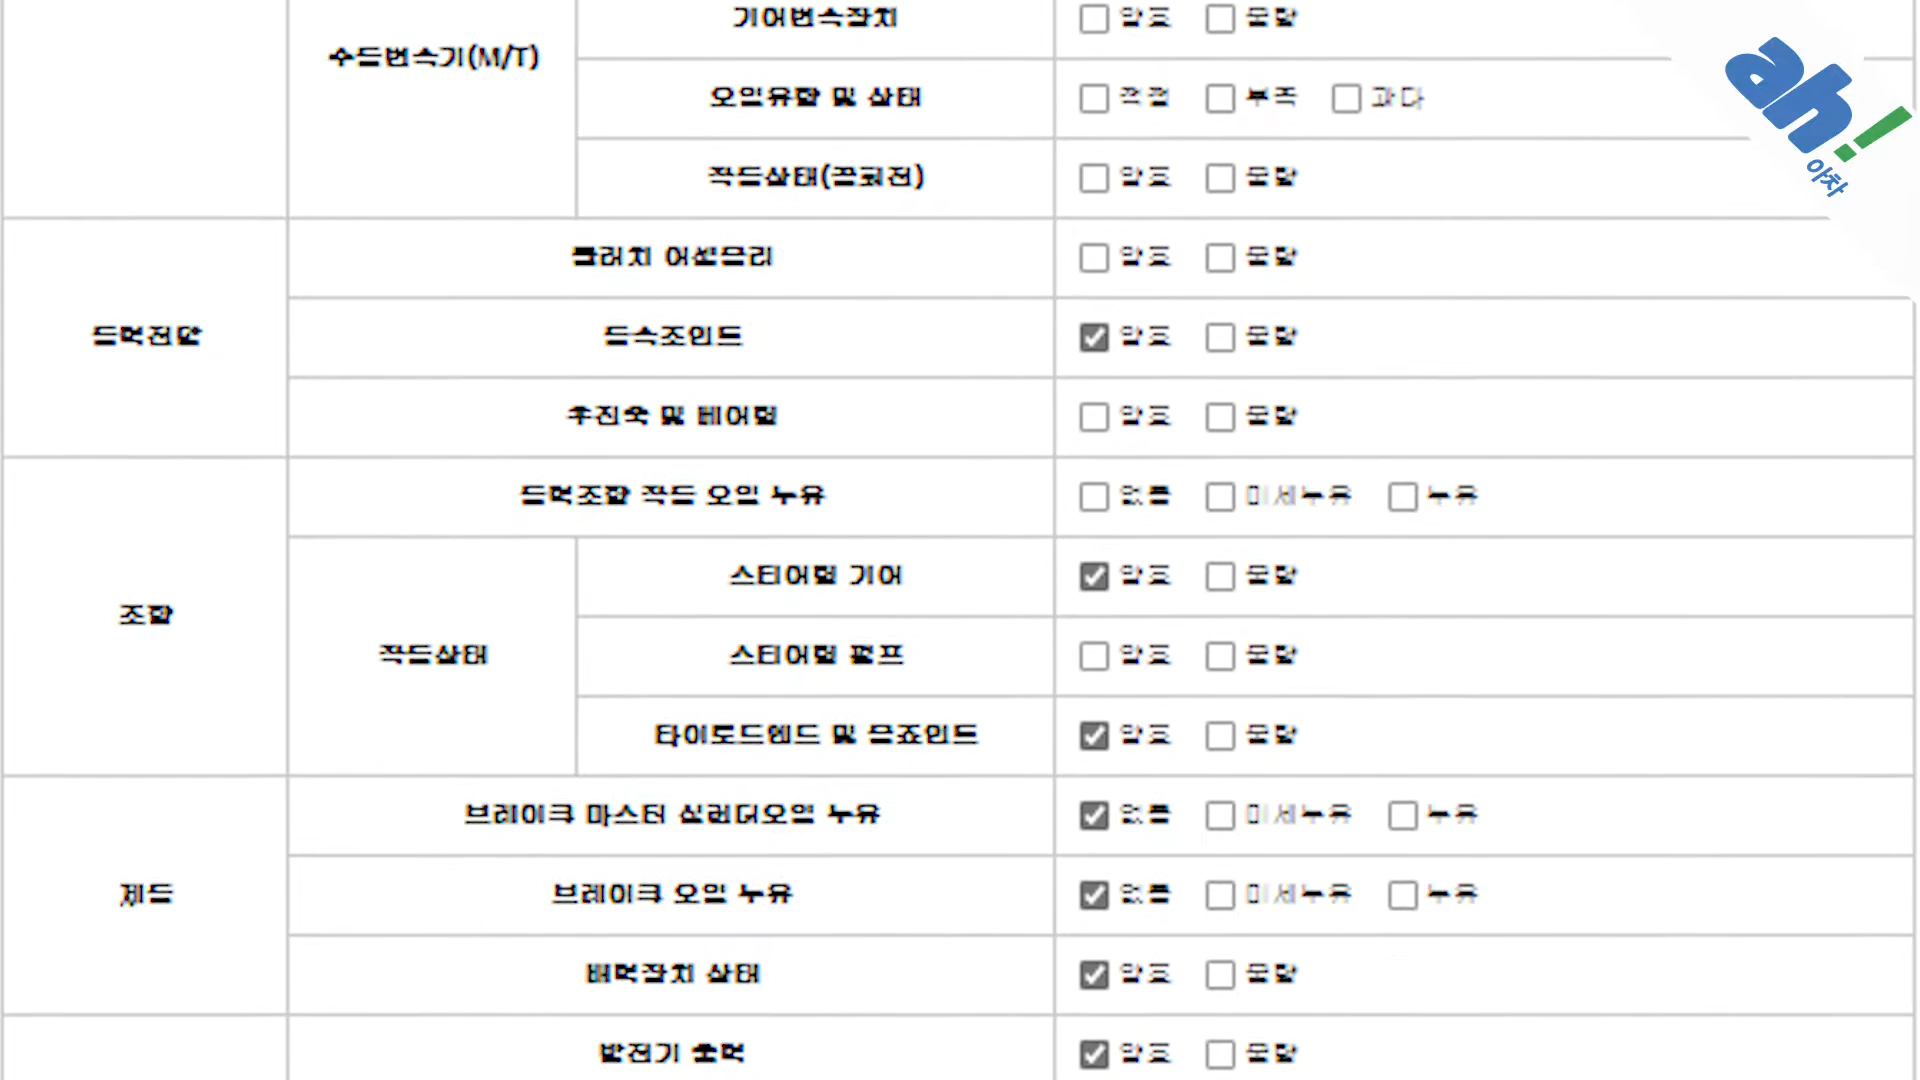 수동변속기(M/T)
기어변속장치
양호 불량
오일유량 및 상태
적정 부족 과다
작동상태(공회전)
양호 불량
동력전달
클러치 어셈블리
양호 불량
등속조인트
양호 불량
추진축 및 베어링
양호 불량
조향
동력조향 작동 오일 누유
없음 미세누유 누유
작동상태
스티어링 기어
양호 불량
스티어링 펌프
양호 불량
타이로드엔드 및 볼죠인트
양호 불량
제동
브레이크 마스터 실린더오일 누유
없음 미세누유 누유
브레이크 오일 누유
없음 미세누유 누유
배력장치 상태
양호 불량
발전기 출력
양호 불량
ah!
아차